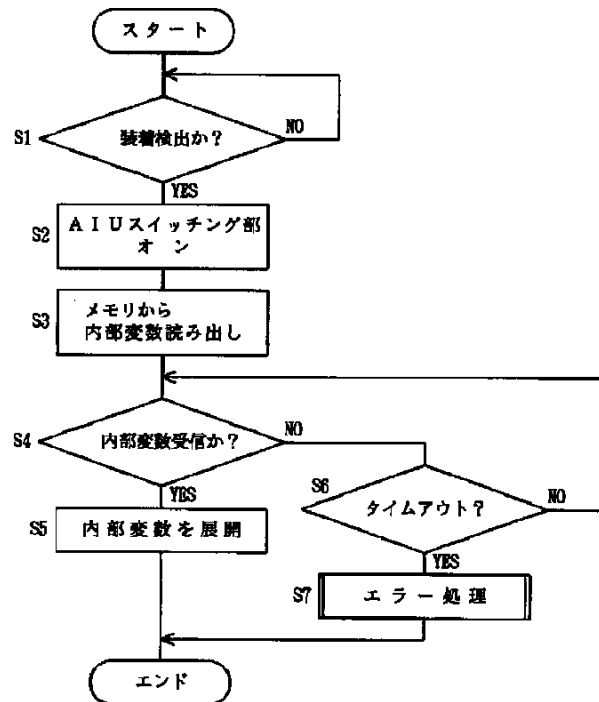 スタート
S1
装着検出か?
NO
YES
S2
AIUスイッチング部
オン
S3
メモリから
内部変数読み出し
S4
内部変数受信か?
NO
YES
S5
内部変数を展開
S6
タイムアウト?
NO
YES
S7
エラー処理
エンド